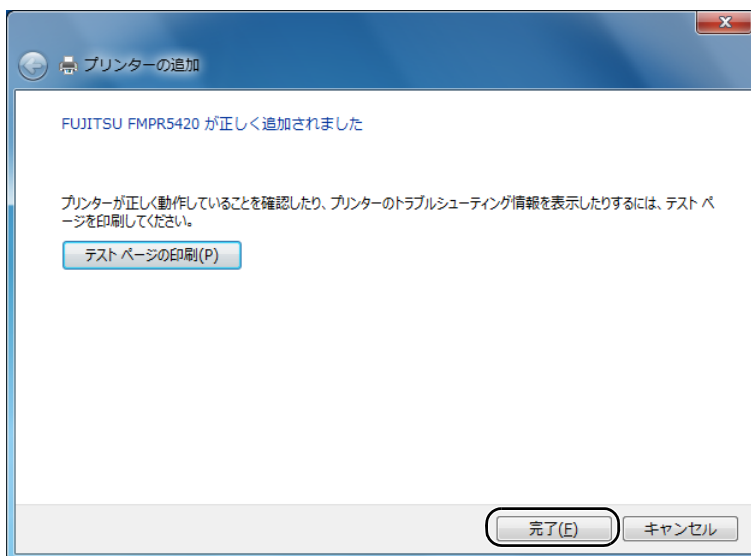 プリンターの追加
FUJITSU FMPR5420 が正しく追加されました
プリンターが正しく動作していることを確認したり、プリンターのトラブルシューティング情報を表示したりするには、テスト ペ
ージを印刷してください。
テスト ページの印刷(P)
完了(F) キャンセル